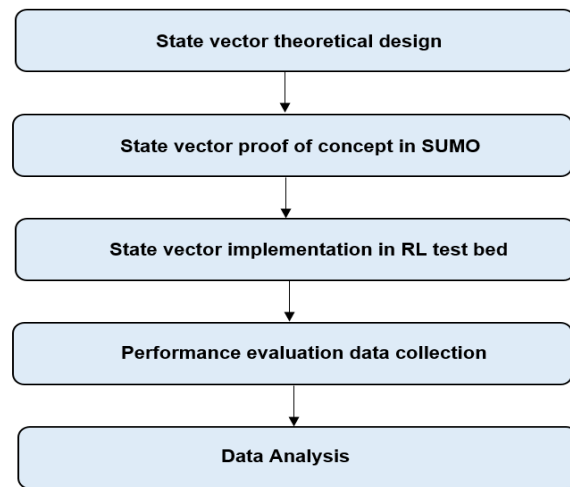 State vector theoretical design
State vector proof of concept in SUMO
State vector implementation in RL test bed
Performance evaluation data collection
Data Analysis